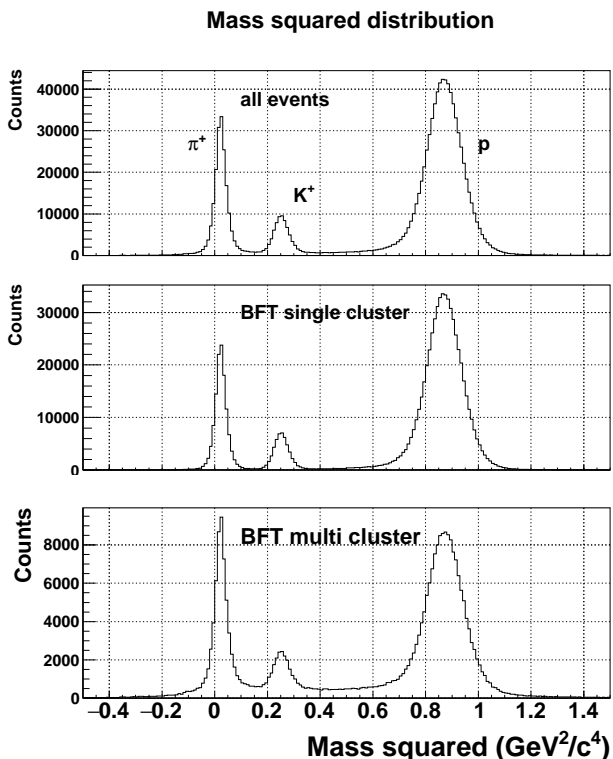 Mass squared distribution
Counts
40000
30000
20000
10000
0
all events
π⁺
K⁺
p
Counts
30000
20000
10000
0
BFT single cluster
Counts
8000
6000
4000
2000
0
BFT multi cluster
−0.4 −0.2 0 0.2 0.4 0.6 0.8 1 1.2 1.4
Mass squared (GeV²/c⁴)